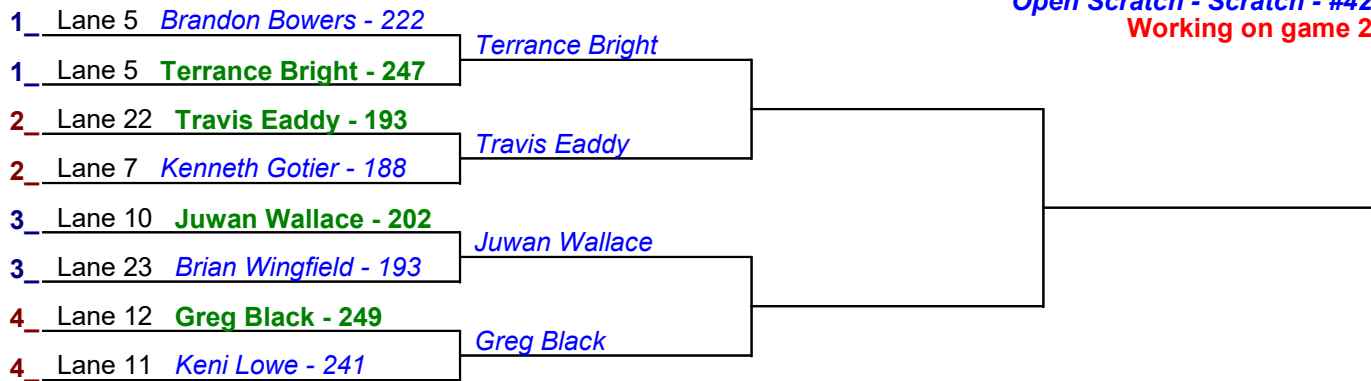 Open Scratch - Scratch - #42
Working on game 2
1_ Lane 5 Brandon Bowers - 222
Terrance Bright
1_ Lane 5 Terrance Bright - 247
2_ Lane 22 Travis Eaddy - 193
Travis Eaddy
2_ Lane 7 Kenneth Gotier - 188
3_ Lane 10 Juwan Wallace - 202
Juwan Wallace
3_ Lane 23 Brian Wingfield - 193
4_ Lane 12 Greg Black - 249
Greg Black
4_ Lane 11 Keni Lowe - 241